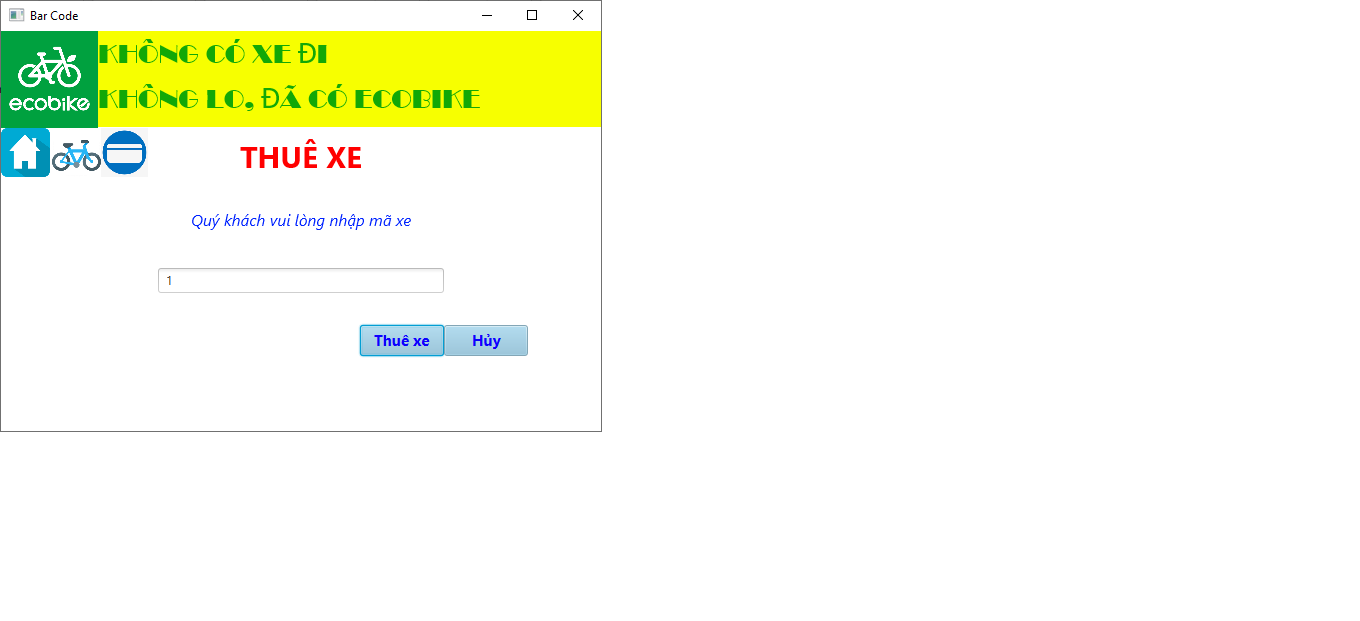 Bar Code
KHÔNG CÓ XE ĐI
KHÔNG LO, ĐÃ CÓ ECOBIKE
ecobike
THUÊ XE
Quý khách vui lòng nhập mã xe
1
Thuê xe Hủy